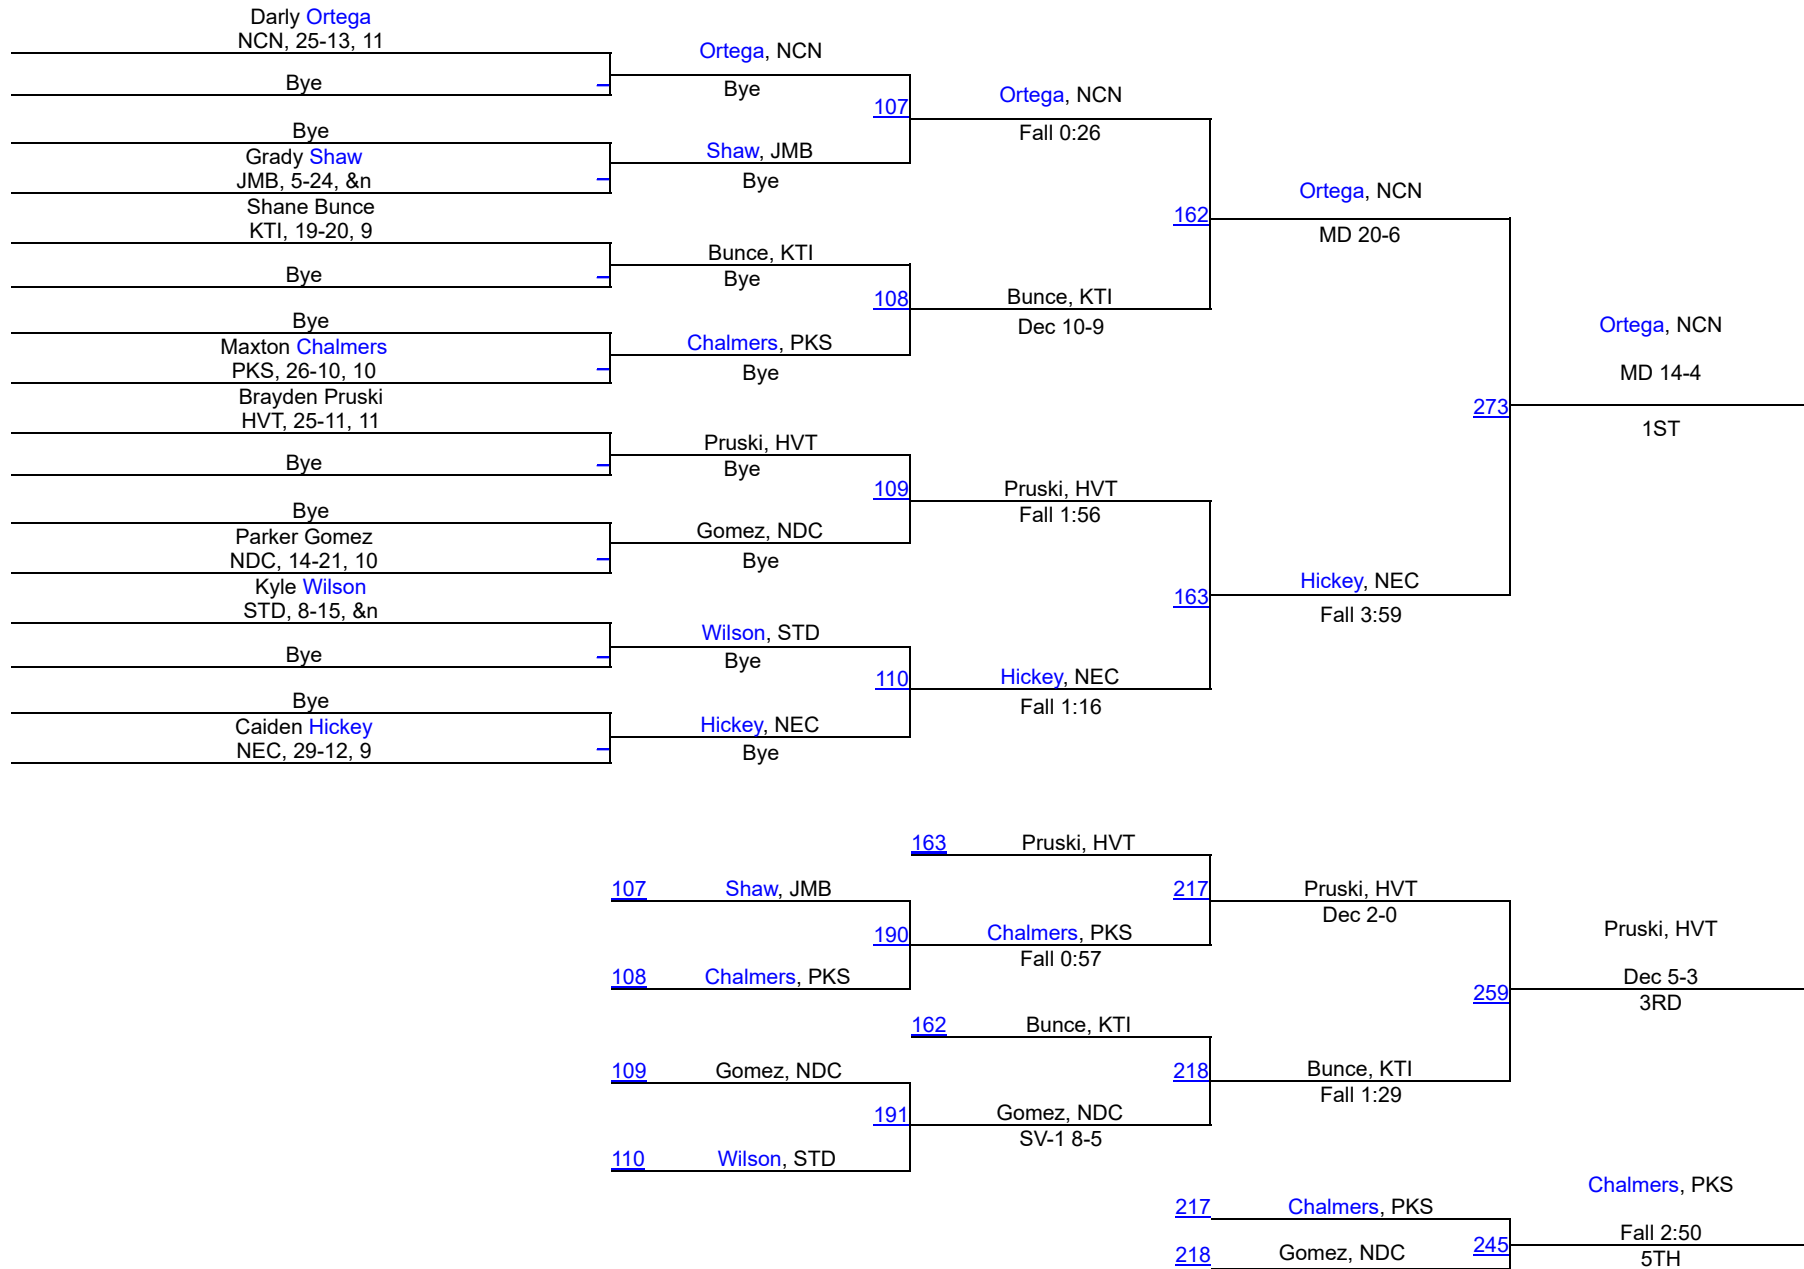 Darly Ortega
NCN, 25-13, 11
Bye
Bye
Grady Shaw
JMB, 5-24, &n
Shane Bunce
KTI, 19-20, 9
Bye
Bye
Maxton Chalmers
PKS, 26-10, 10
Brayden Pruski
HVT, 25-11, 11
Bye
Bye
Parker Gomez
NDC, 14-21, 10
Kyle Wilson
STD, 8-15, &n
Bye
Bye
Caiden Hickey
NEC, 29-12, 9
Ortega, NCN
Bye
107
Shaw, JMB
Bye
Bunce, KTI
Bye
108
Chalmers, PKS
Bye
Pruski, HVT
Bye
109
Gomez, NDC
Bye
Wilson, STD
Bye
110
Hickey, NEC
Bye
Ortega, NCN
Fall 0:26
162
Bunce, KTI
Dec 10-9
Pruski, HVT
Fall 1:56
163
Hickey, NEC
Fall 1:16
Ortega, NCN
MD 20-6
273
Hickey, NEC
Fall 3:59
Ortega, NCN
MD 14-4
1ST
163 Pruski, HVT
107 Shaw, JMB
190
108 Chalmers, PKS
217
Chalmers, PKS
Fall 0:57
162 Bunce, KTI
109 Gomez, NDC
191
110 Wilson, STD
218
Gomez, NDC
SV-1 8-5
Pruski, HVT
Dec 2-0
259
Bunce, KTI
Fall 1:29
Pruski, HVT
Dec 5-3
3RD
217 Chalmers, PKS
218 Gomez, NDC
245
Chalmers, PKS
Fall 2:50
5TH